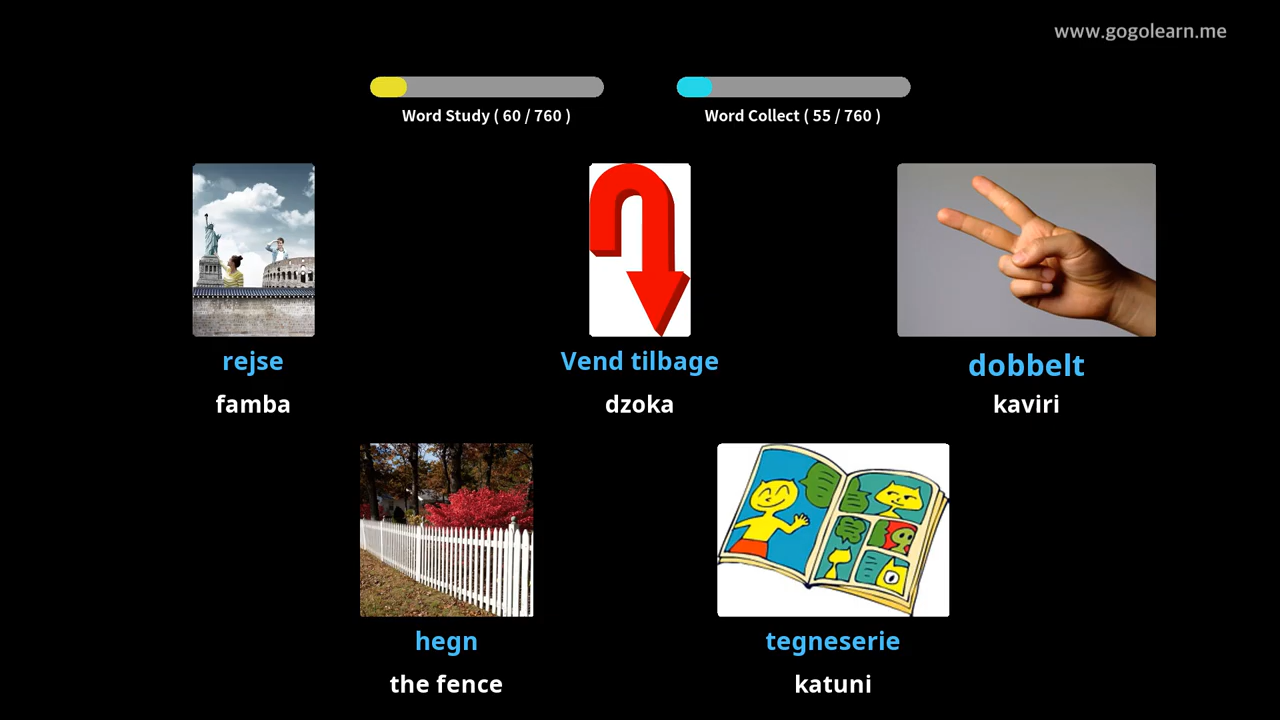 www.gogolearn.me
Word Study ( 60 / 760 )
Word Collect ( 55 / 760 )
rejse
famba
Vend tilbage
dzoka
dobbelt
kaviri
hegn
the fence
tegneserie
katuni